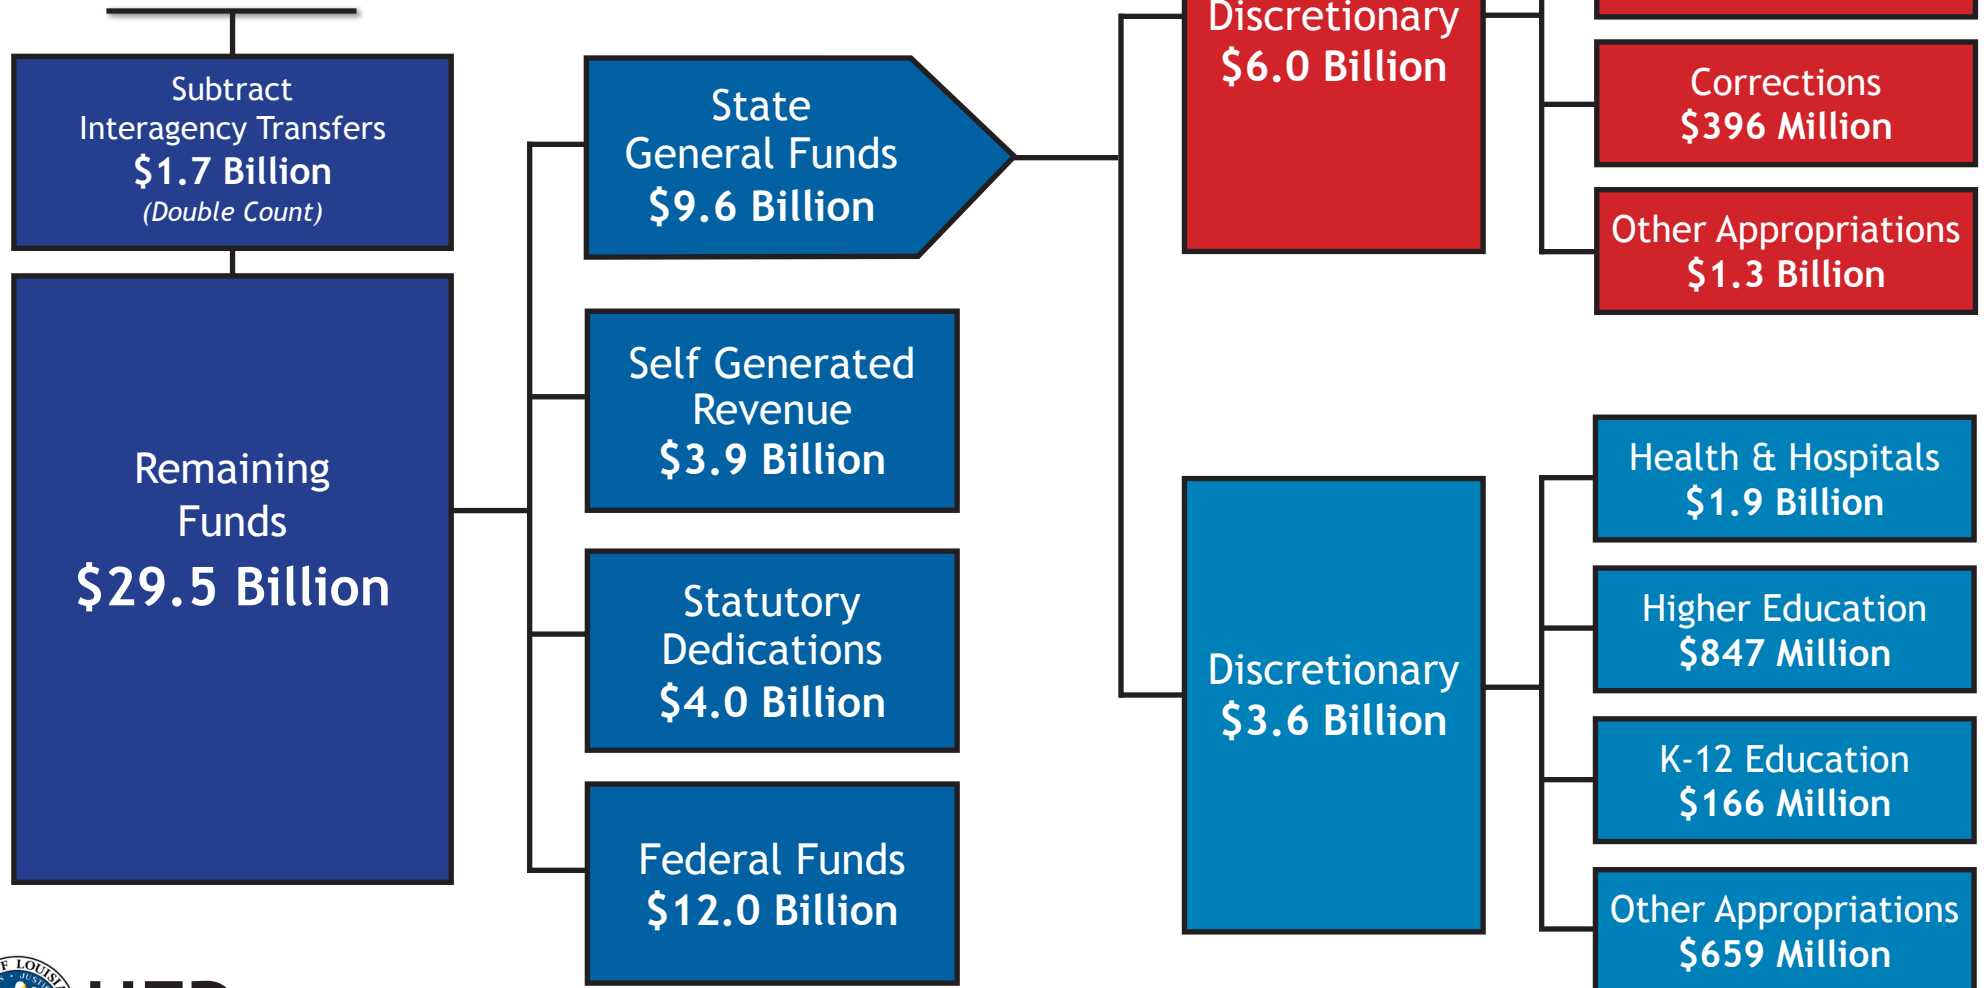 Subtract
Interagency Transfers
$1.7 Billion
(Double Count)
Remaining
Funds
$29.5 Billion
State
General Funds
$9.6 Billion
Self Generated
Revenue
$3.9 Billion
Statutory
Dedications
$4.0 Billion
Federal Funds
$12.0 Billion
Discretionary
$6.0 Billion
Corrections
$396 Million
Other Appropriations
$1.3 Billion
Discretionary
$3.6 Billion
Health & Hospitals
$1.9 Billion
Higher Education
$847 Million
K-12 Education
$166 Million
Other Appropriations
$659 Million